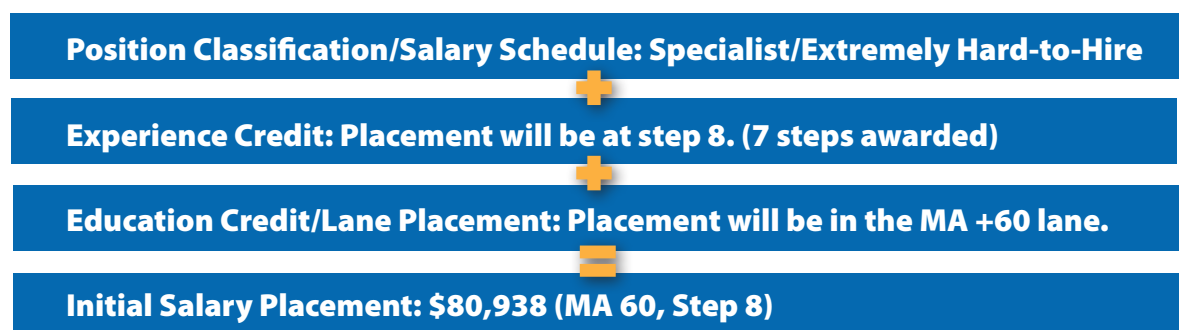 Position Classification/Salary Schedule: Specialist/Extremely Hard-to-Hire
Experience Credit: Placement will be at step 8. (7 steps awarded)
Education Credit/Lane Placement: Placement will be in the MA +60 lane.
Initial Salary Placement: $80,938 (MA 60, Step 8)